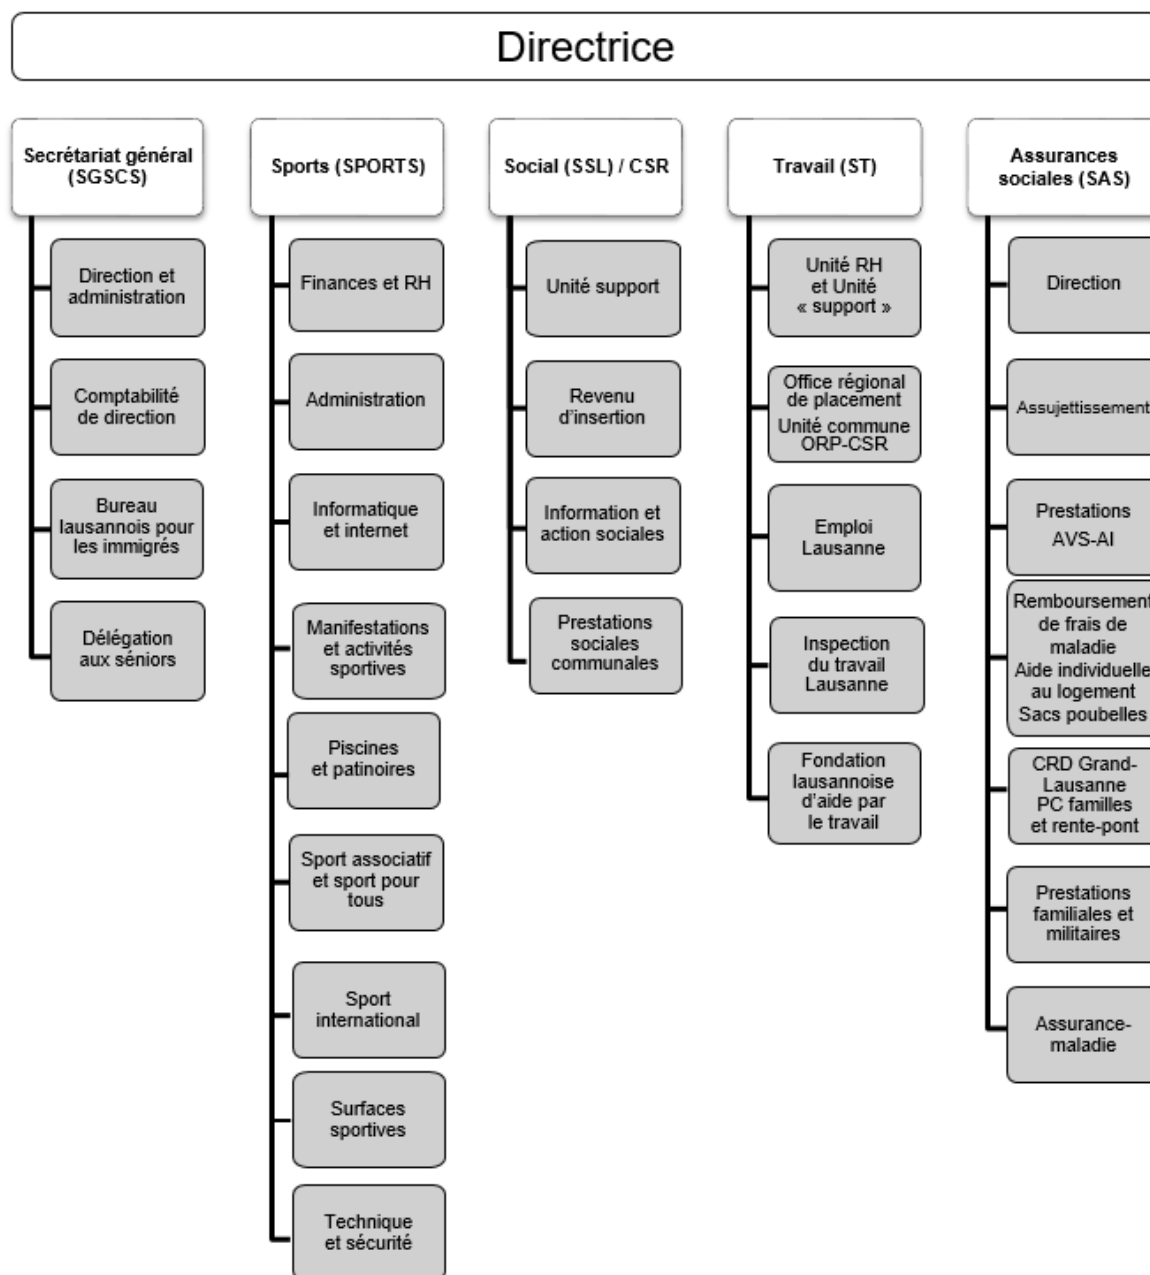 Directrice
Secrétariat général
(SGSCS)
Direction et
administration
Comptabilité
de direction
Bureau
lausannois pour
les immigrés
Délégation
aux séniors
Sports (SPORTS)
Finances et RH
Administration
Informatique
et internet
Manifestations
et activités
sportives
Piscines
et patinoires
Sport associatif
et sport pour
tous
Sport
international
Surfaces
sportives
Technique
et sécurité
Social (SSL) / CSR
Unité support
Revenu
d'insertion
Information et
action sociales
Prestations
sociales
communales
Travail (ST)
Unité RH
et Unité
« support »
Office régional
de placement
Unité commune
ORP-CSR
Emploi
Lausanne
Inspection
du travail
Lausanne
Fondation
lausannoise
d'aide par
le travail
Assurances
sociales (SAS)
Direction
Assujettissement
Prestations
AVS-AI
Remboursement
de frais de
maladie
Aide individuelle
au logement
Sacs poubelles
CRD Grand-
Lausanne
PC familles
et rente-pont
Prestations
familiales et
militaires
Assurance-
maladie